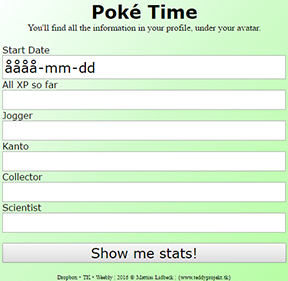 Poké Time
You'll find all the information in your profile, under your avatar.
Start Date
åååå-mm-dd
All XP so far
Jogger
Kanto
Collector
Scientist
Show me stats!
Dropbox • TK • Weebly | 2016 © Mattias Lidbeck | (www.teddyprojekt.tk)